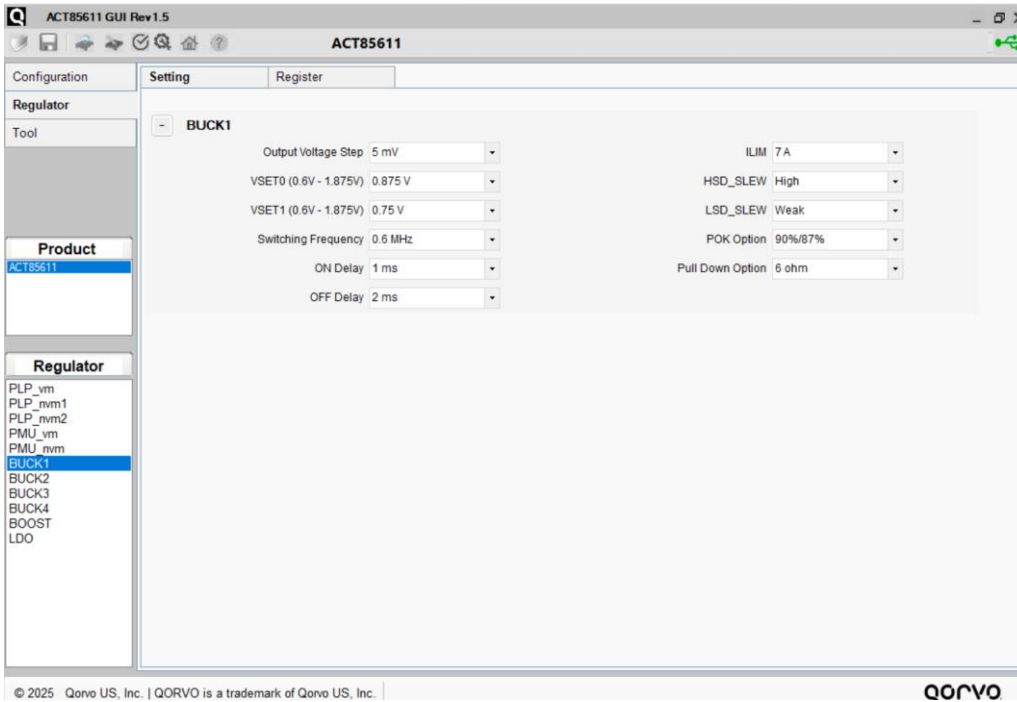 ACT85611 GUI Rev1.5
ACT85611
Configuration
Regulator
Tool
Setting
Register
- BUCK1
Output Voltage Step 5 mV
VSET0 (0.6V - 1.875V) 0.875 V
VSET1 (0.6V - 1.875V) 0.75 V
Switching Frequency 0.6 MHz
ON Delay 1 ms
OFF Delay 2 ms
ILIM 7 A
HSD_SLEW High
LSD_SLEW Weak
POK Option 90%/87%
Pull Down Option 6 ohm
Product
ACT85611
Regulator
PLP_vm
PLP_nvm1
PLP_nvm2
PMU_vm
PMU_nvm
BUCK1
BUCK2
BUCK3
BUCK4
BOOST
LDO
© 2025 Qorvo US, Inc. | QORVO is a trademark of Qorvo US, Inc.
QORVO